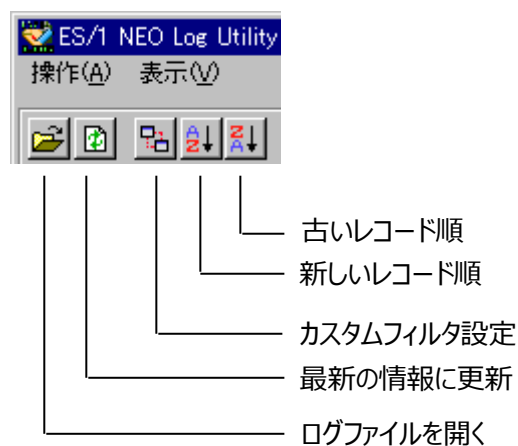 ES/1 NEO Log Utility
操作(A) 表示(V)
古いレコード順
新しいレコード順
カスタムフィルタ設定
最新の情報に更新
ログファイルを開く